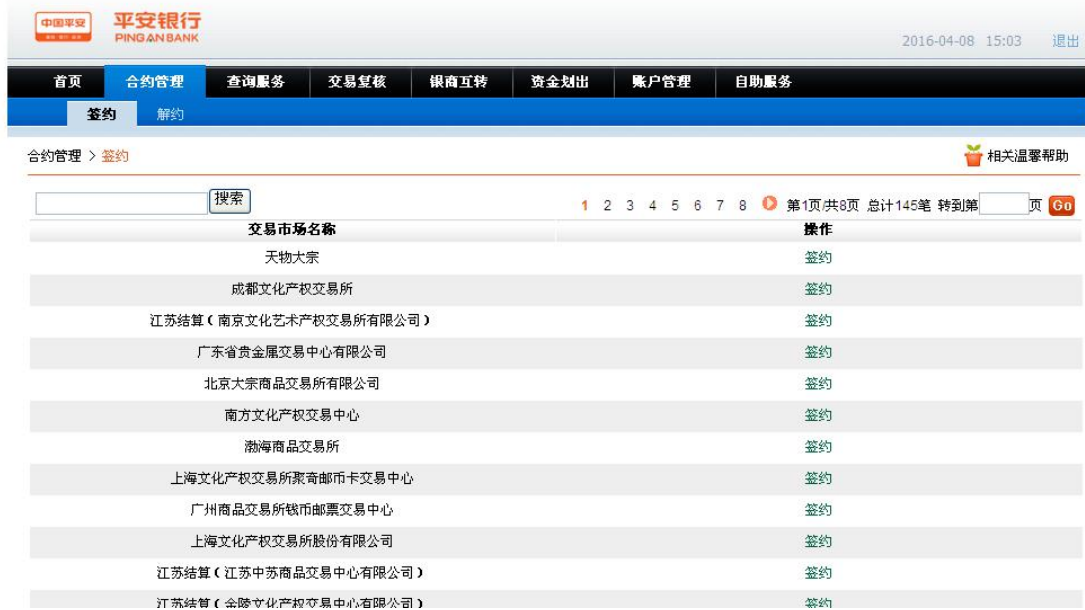 中国平安
平安银行
PINGAN BANK
2016-04-08 15:03 退出
首页 合约管理 查询服务 交易复核 银商互转 资金划出 账户管理 自助服务
签约 解约
合约管理 > 签约 相关温馨帮助
搜索 1 2 3 4 5 6 7 8 第1页/共8页 总计145笔 转到第 页 Go
交易市场名称 操作
天物大宗 签约
成都文化产权交易所 签约
江苏结算(南京文化艺术产权交易所有限公司) 签约
广东省贵金属交易中心有限公司 签约
北京大宗商品交易所有限公司 签约
南方文化产权交易中心 签约
渤海商品交易所 签约
上海文化产权交易所聚奇邮币卡交易中心 签约
广州商品交易所钱币邮票交易中心 签约
上海文化产权交易所股份有限公司 签约
江苏结算(江苏中苏商品交易中心有限公司) 签约
江苏结算(金陵文化产权交易中心有限公司) 签约